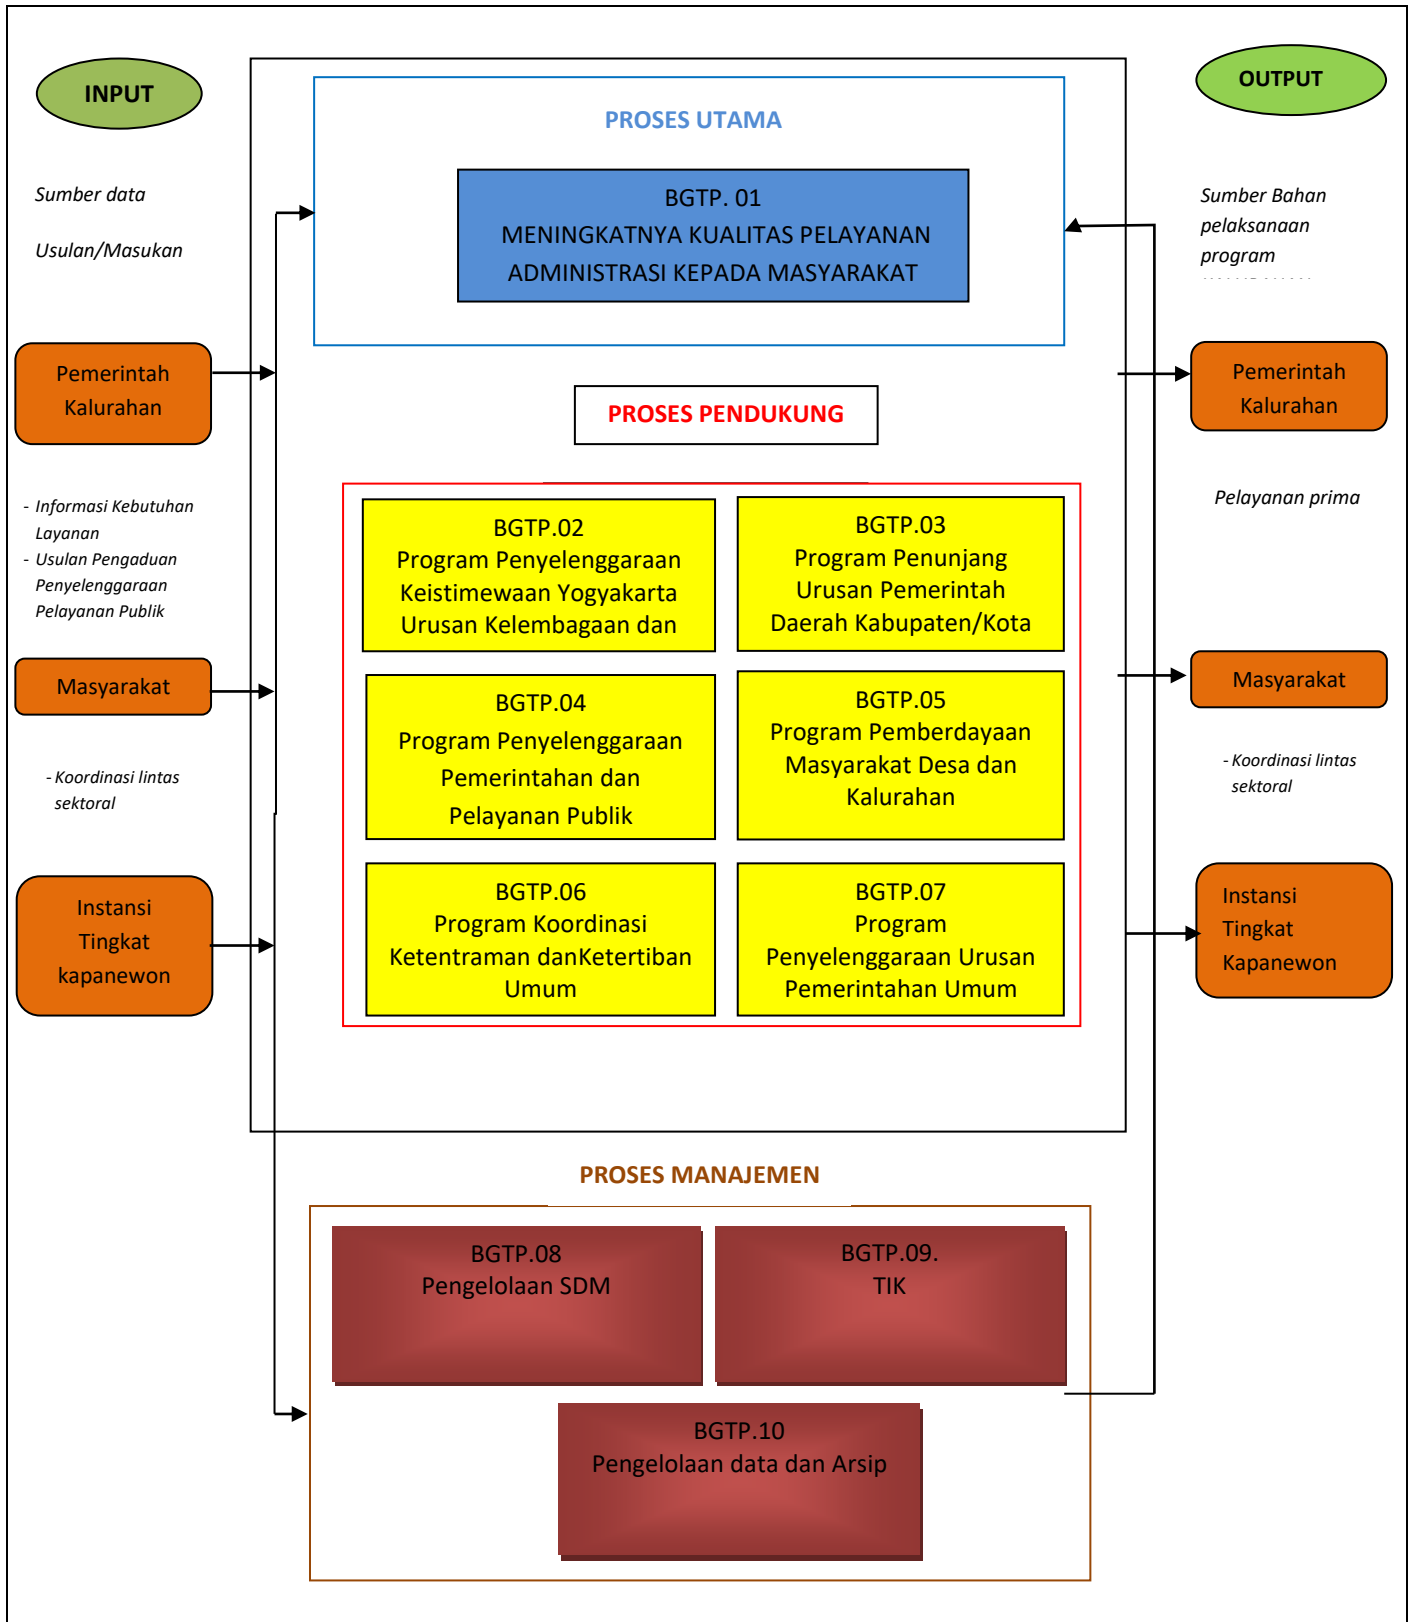 INPUT
Sumber data
Usulan/Masukan
Pemerintah
Kalurahan
- Informasi Kebutuhan
Layanan
- Usulan Pengaduan
Penyelenggaraan
Pelayanan Publik
Masyarakat
- Koordinasi lintas
sektoral
Instansi
Tingkat
kapanewon
PROSES UTAMA
BGTP. 01
MENINGKATNYA KUALITAS PELAYANAN
ADMINISTRASI KEPADA MASYARAKAT
PROSES PENDUKUNG
BGTP.02
Program Penyelenggaraan
Keistimewaan Yogyakarta
Urusan Kelembagaan dan
BGTP.03
Program Penunjang
Urusan Pemerintah
Daerah Kabupaten/Kota
BGTP.04
Program Penyelenggaraan
Pemerintahan dan
Pelayanan Publik
BGTP.05
Program Pemberdayaan
Masyarakat Desa dan
Kalurahan
BGTP.06
Program Koordinasi
Ketentraman danKetertiban
Umum
BGTP.07
Program
Penyelenggaraan Urusan
Pemerintahan Umum
PROSES MANAJEMEN
BGTP.08
Pengelolaan SDM
BGTP.09.
TIK
BGTP.10
Pengelolaan data dan Arsip
OUTPUT
Sumber Bahan
pelaksanaan
program
Pemerintah
Kalurahan
Pelayanan prima
Masyarakat
- Koordinasi lintas
sektoral
Instansi
Tingkat
Kapanewon